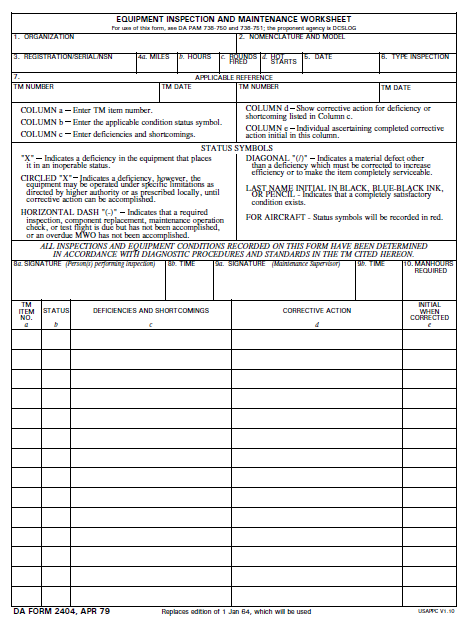 EQUIPMENT INSPECTION AND MAINTENANCE WORKSHEET
For use of this form, see DA PAM 738-750 and 738-751; the proponent agency is DCSLOG
1. ORGANIZATION
2. NOMENCLATURE AND MODEL
3. REGISTRATION/SERIAL/NSN
4a. MILES
b. HOURS
c. ROUNDS FIRED
d. HOT STARTS
5. DATE
6. TYPE INSPECTION
7.
APPLICABLE REFERENCE
TM NUMBER
TM DATE
TM NUMBER
TM DATE
COLUMN a — Enter TM item number.
COLUMN b — Enter the applicable condition status symbol.
COLUMN c — Enter deficiencies and shortcomings.
COLUMN d — Show corrective action for deficiency or
shortcoming listed in Column c.
COLUMN e — Individual ascertaining completed corrective
action initial in this column.
STATUS SYMBOLS
"X" — Indicates a deficiency in the equipment that places
it in an inoperable status.
CIRCLED "X" — Indicates a deficiency, however, the
equipment may be operated under specific limitations as
directed by higher authority or as prescribed locally, until
corrective action can be accomplished.
HORIZONTAL DASH "(-)" — Indicates that a required
inspection, component replacement, maintenance operation
check, or test flight is due but has not been accomplished,
or an overdue MWO has not been accomplished.
DIAGONAL "(/)" — Indicates a material defect other
than a deficiency which must be corrected to increase
efficiency or to make the item completely serviceable.
LAST NAME INITIAL IN BLACK, BLUE-BLACK INK,
OR PENCIL - indicates that a completely satisfactory
condition exists.
FOR AIRCRAFT - Status symbols will be recorded in red.
ALL INSPECTIONS AND EQUIPMENT CONDITIONS RECORDED ON THIS FORM HAVE BEEN DETERMINED
IN ACCORDANCE WITH DIAGNOSTIC PROCEDURES AND STANDARDS IN THE TM CITED HEREON.
8a. SIGNATURE (Person(s) performing inspection)
8b. TIME
9a. SIGNATURE (Maintenance Supervisor)
9b. TIME
10. MANHOURS
REQUIRED
TM
ITEM
NO.
a
STATUS
b
DEFICIENCIES AND SHORTCOMINGS
c
CORRECTIVE ACTION
d
INITIAL
WHEN
CORRECTED
e
DA FORM 2404, APR 79
Replaces edition of 1 Jan 64, which will be used
USAPPC V1.10